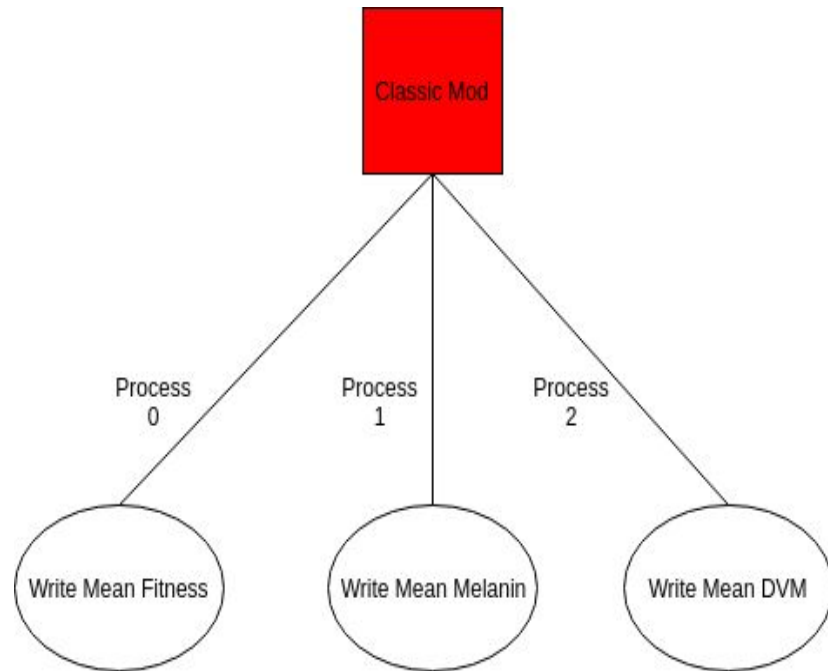 Classic Mod
Process
0
Process
1
Process
2
Write Mean Fitness
Write Mean Melanin
Write Mean DVM